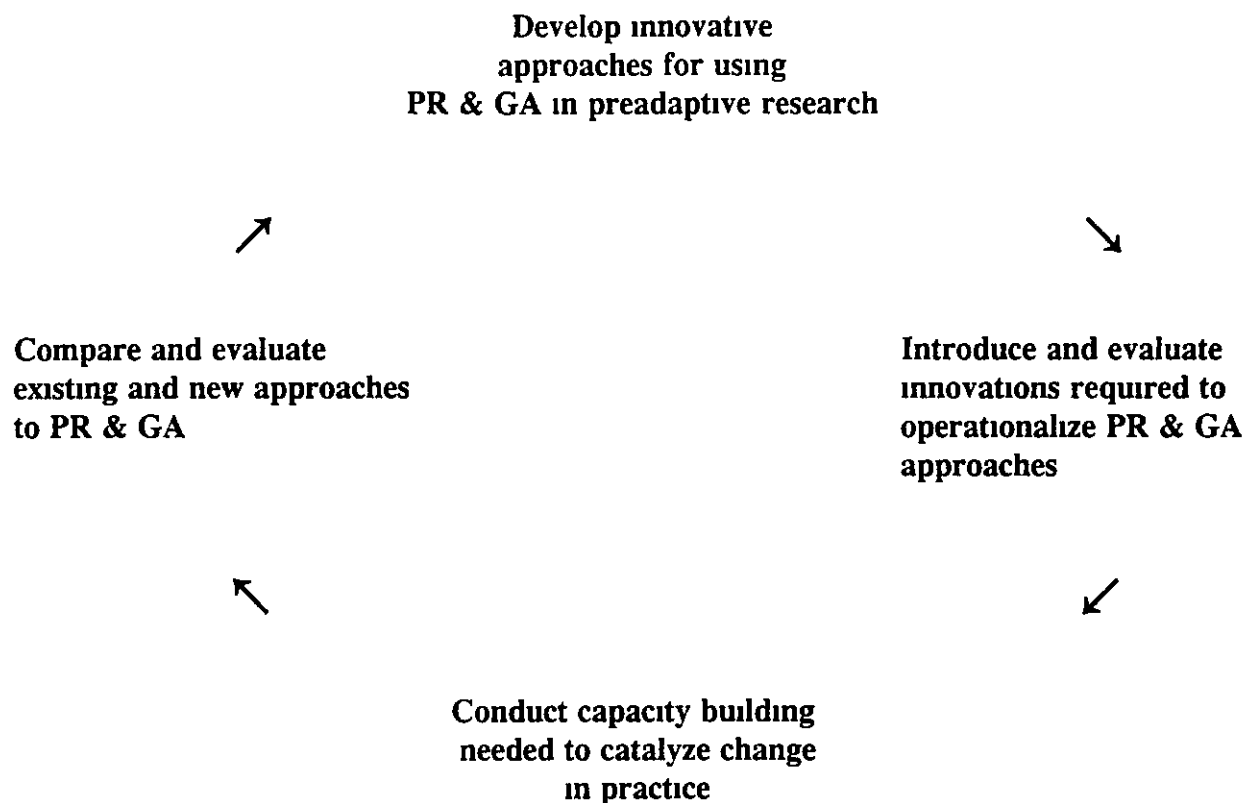 Develop innovative
approaches for using
PR & GA in preadaptive research
Compare and evaluate
existing and new approaches
to PR & GA
Introduce and evaluate
innovations required to
operationalize PR & GA
approaches
Conduct capacity building
needed to catalyze change
in practice